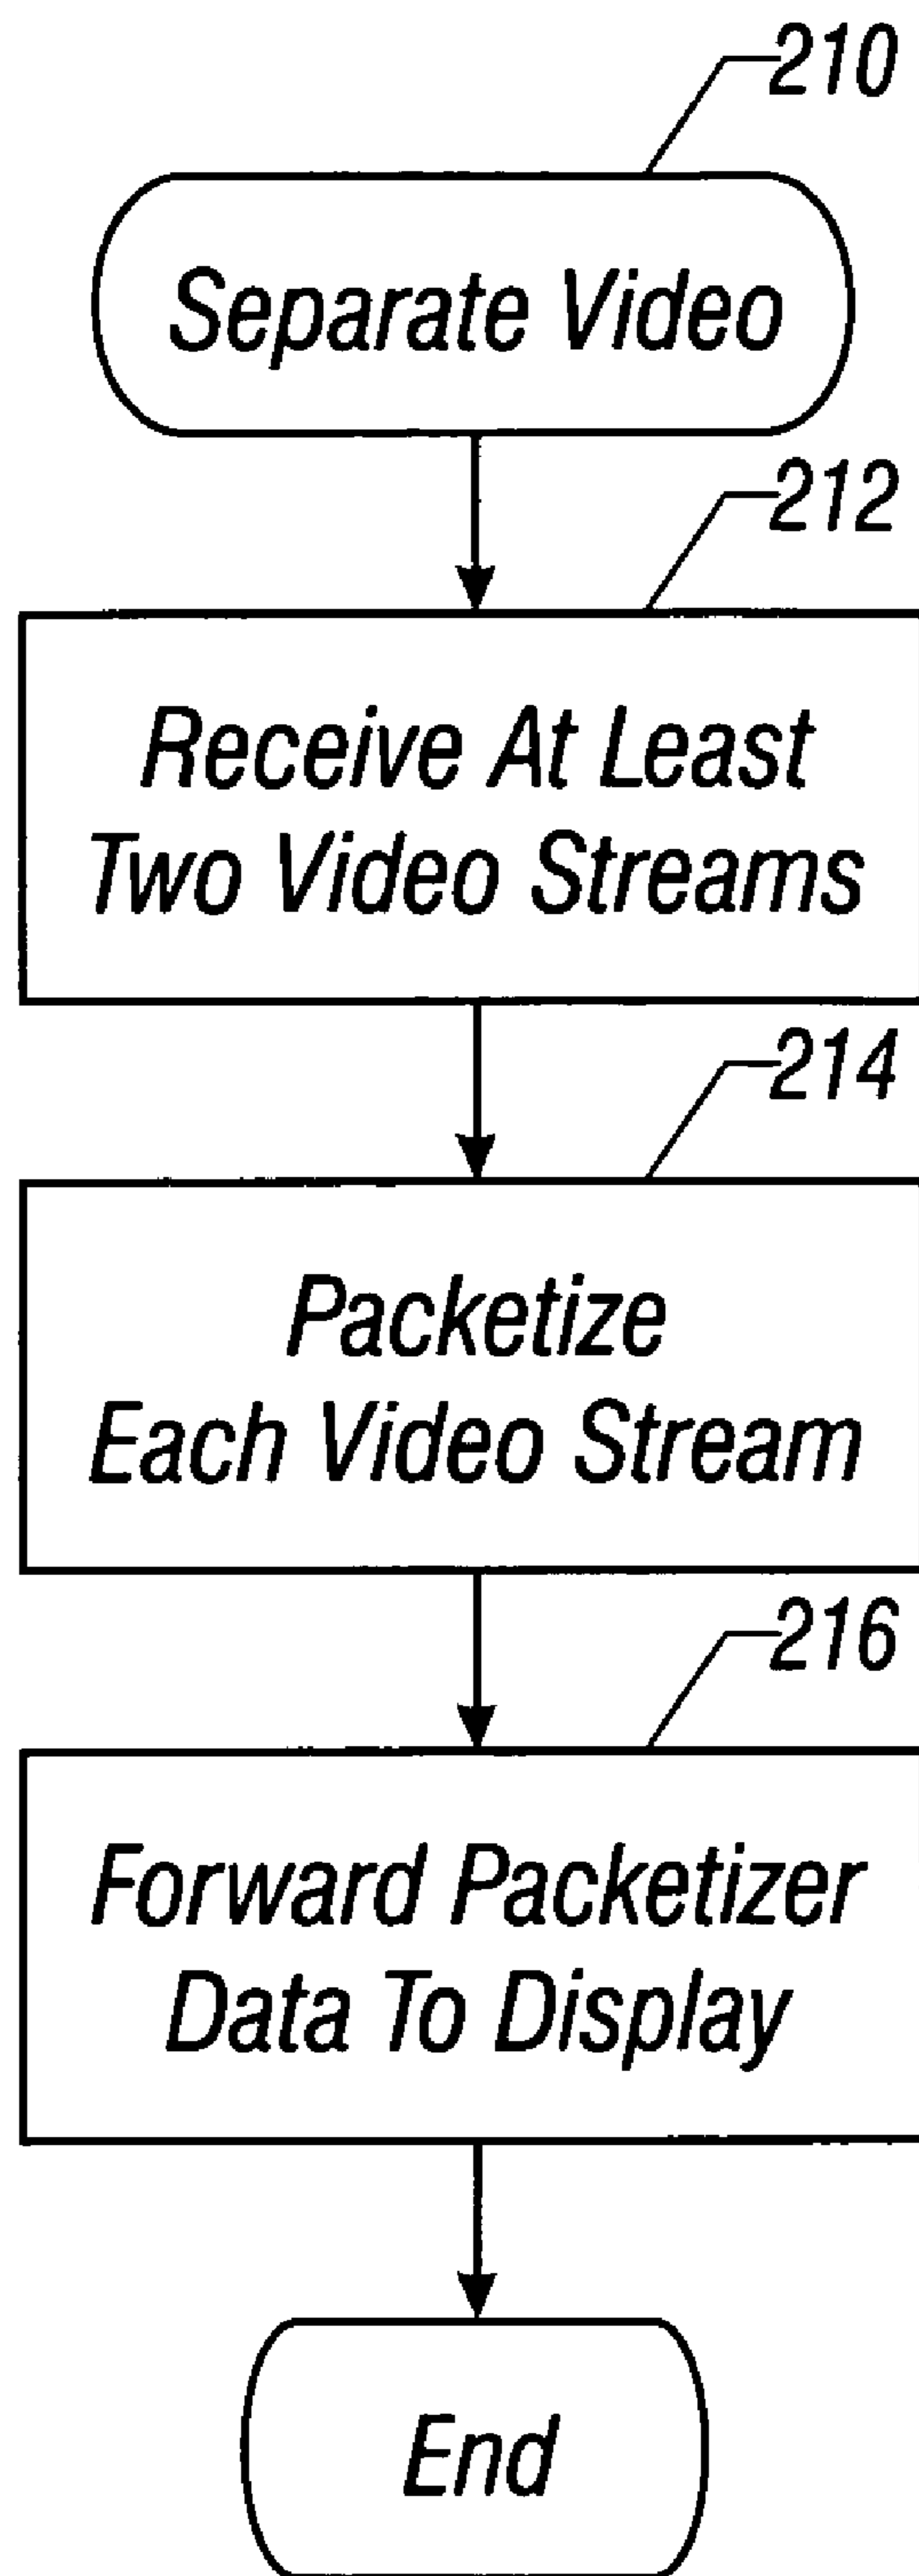 210
Separate Video
212
Receive At Least
Two Video Streams
214
Packetize
Each Video Stream
216
Forward Packetizer
Data To Display
End